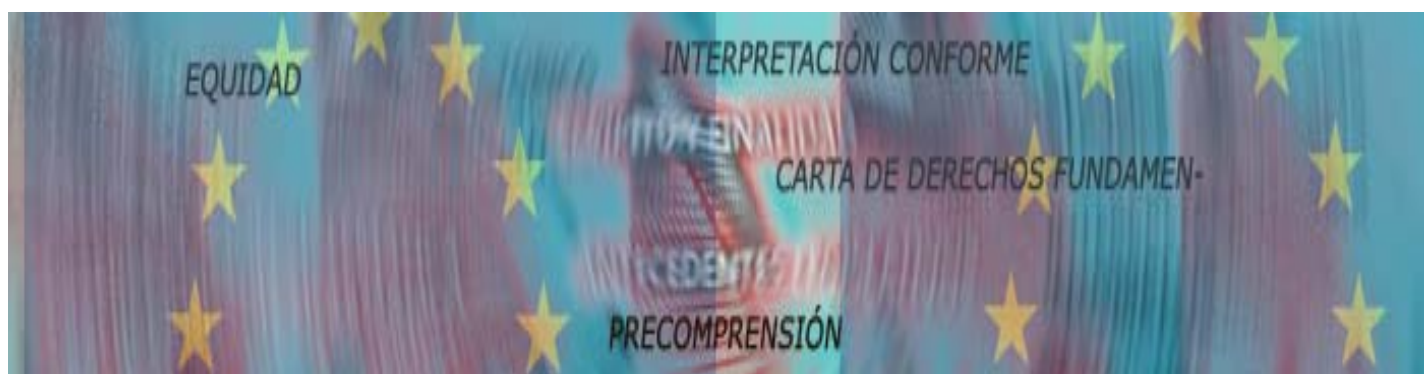 INTERPRETACIÓN CONFORME
EQUIDAD
CARTA DE DERECHOS FUNDAMEN-
PRECOMPRENSIÓN